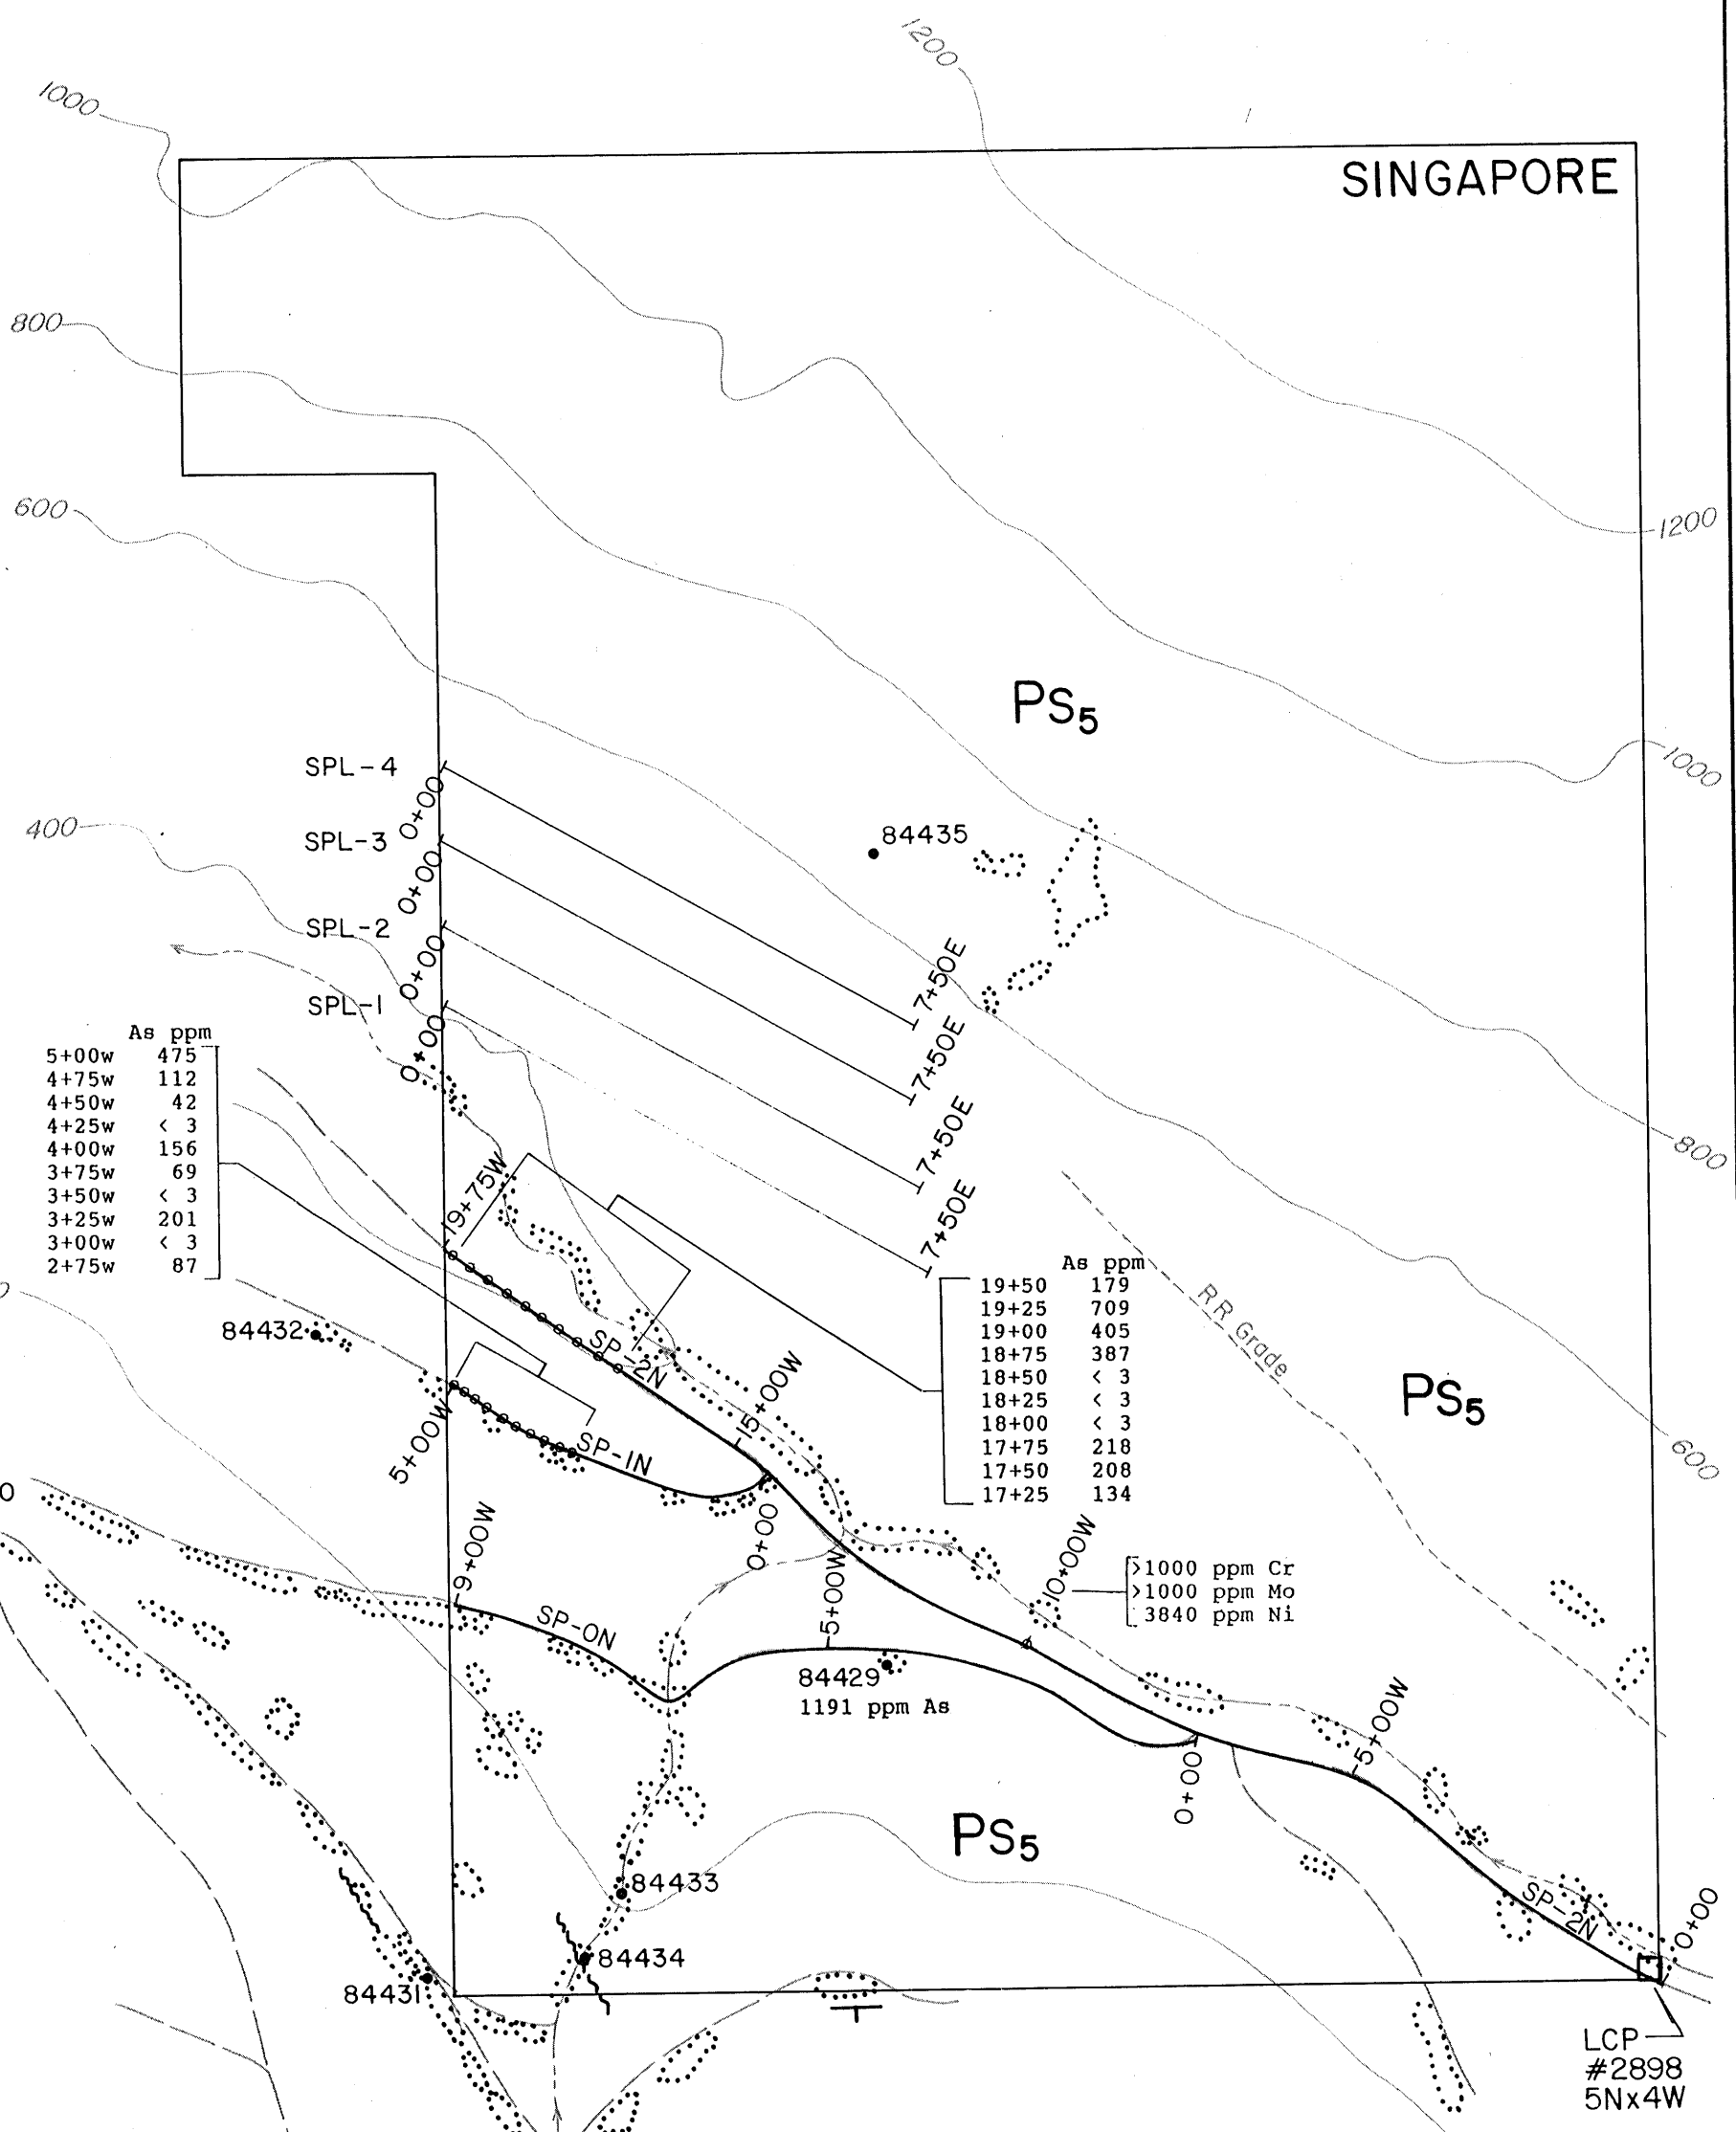 1200
1000
SINGAPORE
800
600
1200
PS5
1000
SPL-4
0+00
400
84435
SPL-3
0+00
SPL-2
0+00
7+50E
SPL-1
0+00
7+50E
As ppm
5+00w 475
4+75w 112
4+50w 42
4+25w < 3
4+00w 156
3+75w 69
3+50w < 3
3+25w 201
3+00w < 3
2+75w 87
7+50E
800
19+75W
7+50E
As ppm
19+50 179
19+25 709
19+00 405
18+75 387
18+50 < 3
18+25 < 3
18+00 < 3
17+75 218
17+50 208
17+25 134
RR Grade
84432
SP-2N
15+00W
PS5
600
5+00W
SP-1N
0+00
9+00W
10+00W
>1000 ppm Cr
>1000 ppm Mo
3840 ppm Ni
5+00W
SP-0N
84429
1191 ppm As
5+00W
0+00
PS5
84433
SP-2N
0+00
84434
84431
LCP
#2898
5Nx4W